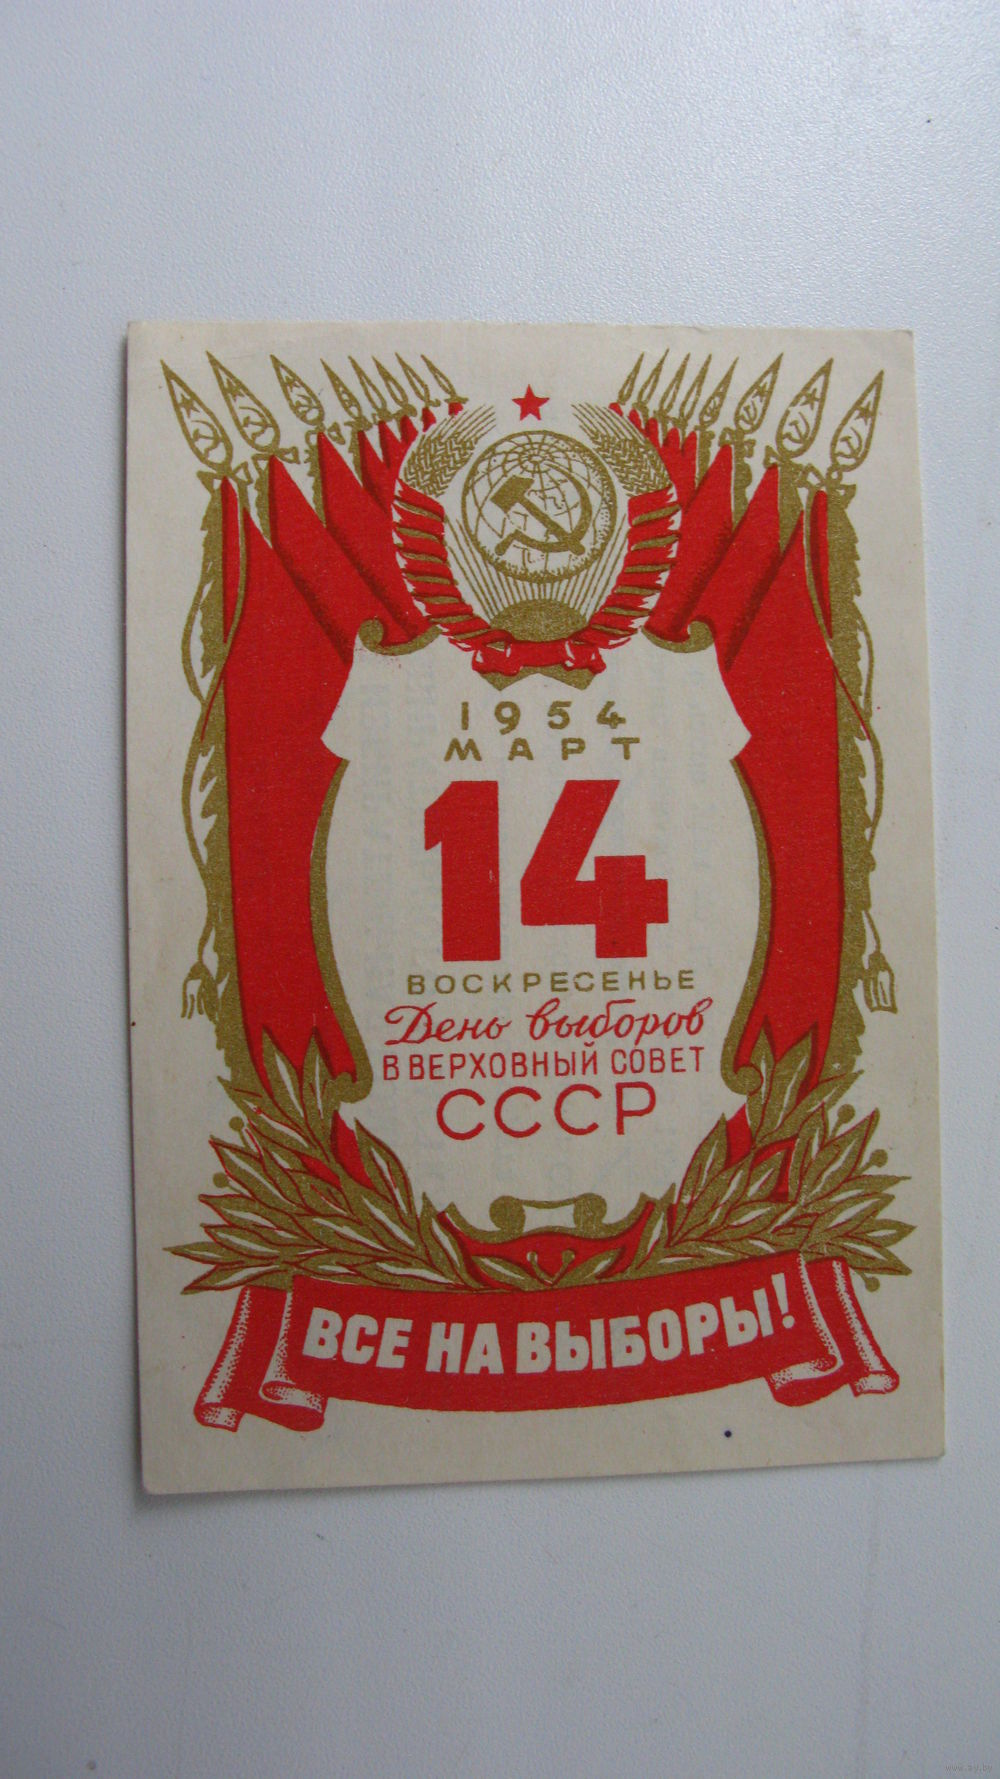 1954
МАРТ
14
ВОСКРЕСЕНЬЕ
День выборов
В ВЕРХОВНЫЙ СОВЕТ
СССР
ВСЕ НА ВЫБОРЫ!